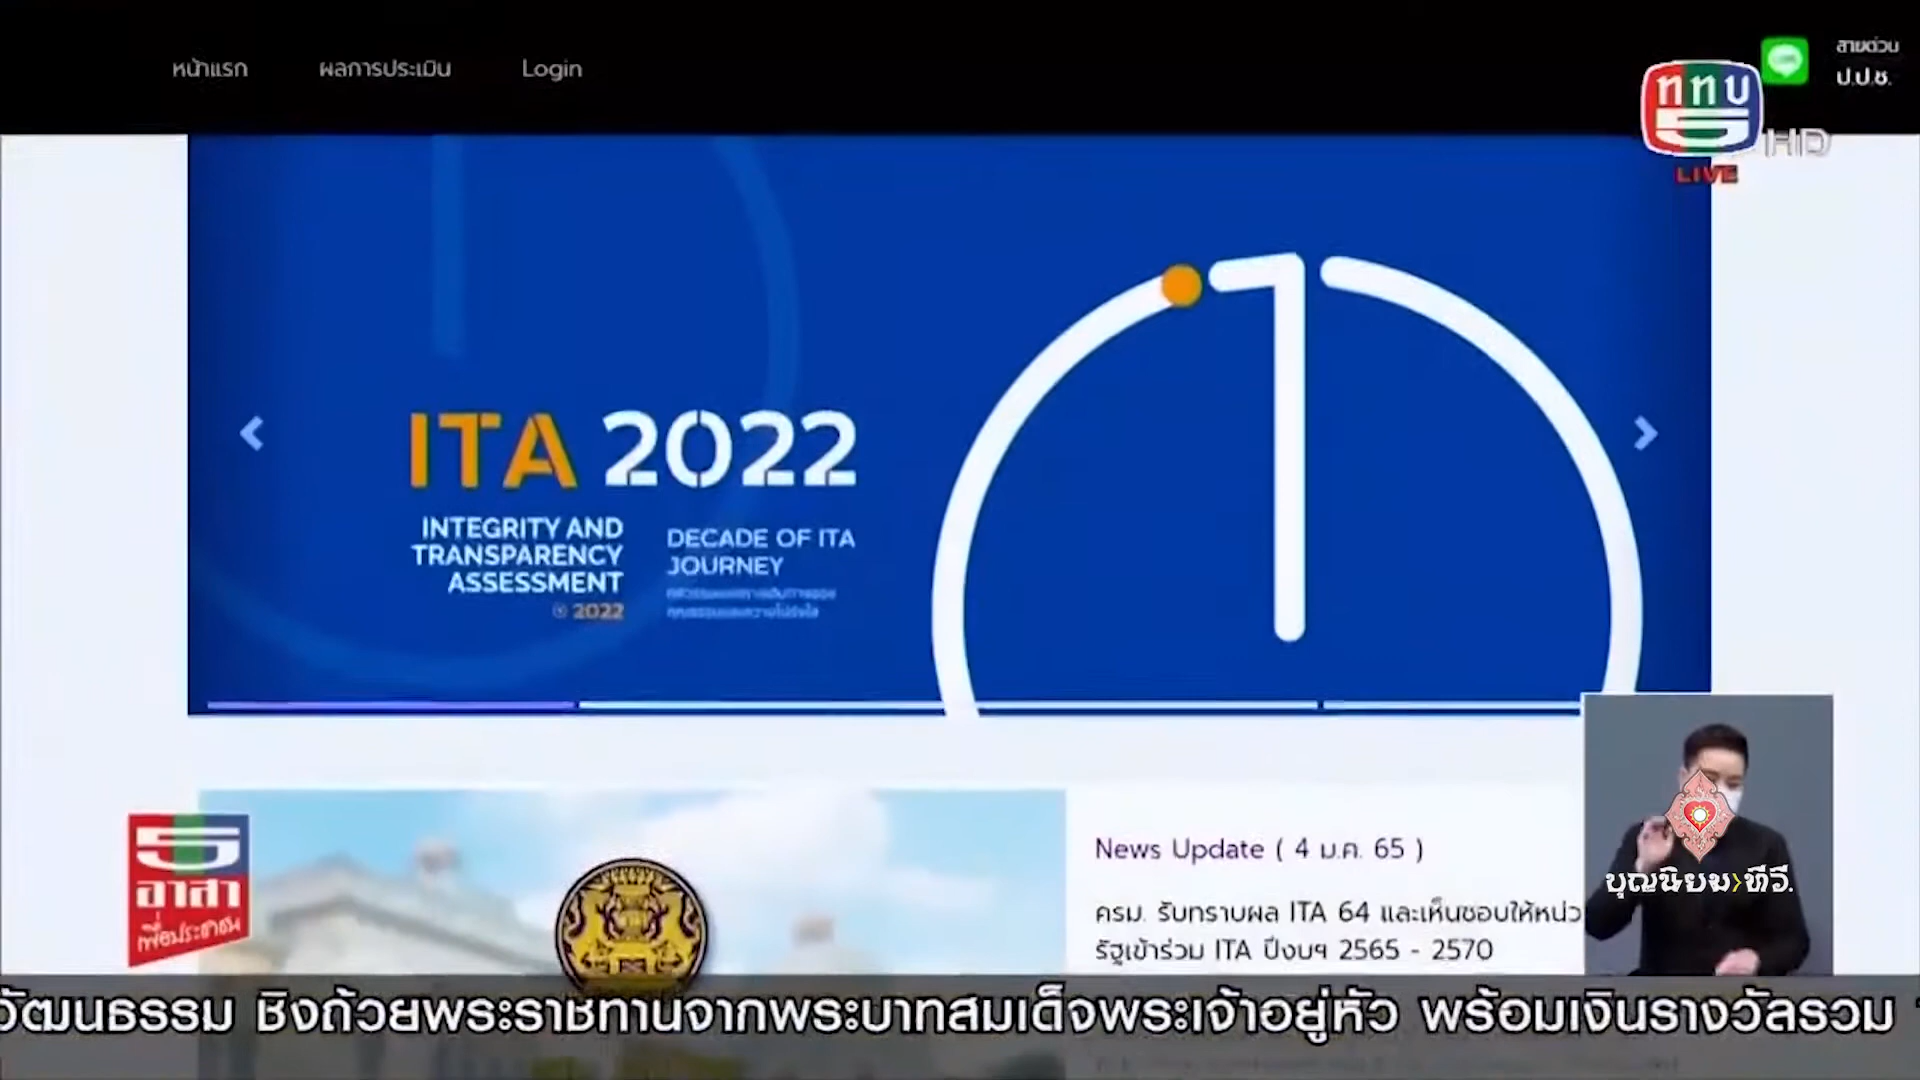 หน้าแรก
ผลการประเมิน
Login
สายด่วน
ป.ป.ช.
ททบ
5
HD
LIVE
ITA 2022
INTEGRITY AND
TRANSPARENCY
ASSESSMENT
2022
DECADE OF ITA
JOURNEY
News Update ( 4 ม.ค. 65 )
ครม. รับทราบผล ITA 64 และเห็นชอบให้หน่ว
รัฐเข้าร่วม ITA ปีงบฯ 2565 - 2570
5
อาสา
เพื่อประชาชน
บุญนิยมทีวี
วัฒนธรรม ชิงถ้วยพระราชทานจากพระบาทสมเด็จพระเจ้าอยู่หัว พร้อมเงินรางวัลรวม